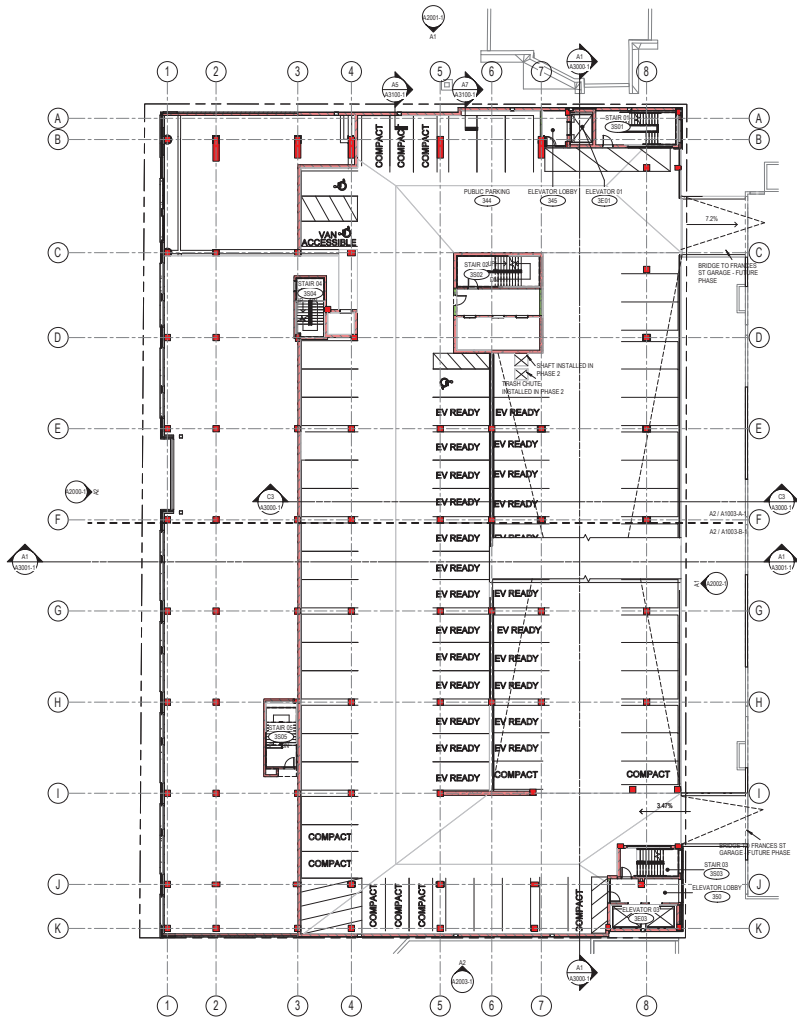 A2001-1
A1
1
2
3
4
5
6
7
8
A5
A3100-1
A7
A3100-1
A1
A3000-1
A
A
B
B
COMPACT
COMPACT
COMPACT
STAIR 01
3S01
PUBLIC PARKING
344
ELEVATOR LOBBY
345
ELEVATOR 01
3E01
7.2%
VAN
ACCESSIBLE
C
C
BRIDGE TO FRANCES
ST GARAGE - FUTURE
PHASE
STAIR 02
3S02
STAIR 04
3S04
D
D
SHAFT INSTALLED IN
PHASE 2
TRASH CHUTE
INSTALLED IN PHASE 2
EV READY
EV READY
E
E
EV READY
EV READY
EV READY
EV READY
A2000-1
C3
A3000-1
EV READY
EV READY
C3
A3000-1
A2 / A1003-A-1
F
F
A2 / A1003-B-1
EV READY
A1
A3001-1
A1
A3001-1
EV READY
A1
A2002-1
EV READY
EV READY
G
G
EV READY
EV READY
EV READY
EV READY
EV READY
EV READY
H
H
EV READY
EV READY
STAIR 05
3S05
EV READY
EV READY
EV READY
COMPACT
COMPACT
I
I
3.47%
COMPACT
COMPACT
BRIDGE TO FRANCES ST
GARAGE - FUTURE PHASE
STAIR 03
3S03
J
J
ELEVATOR LOBBY
350
COMPACT
COMPACT
COMPACT
COMPACT
ELEVATOR 03
3E03
K
K
A2
A2003-1
A1
A3000-1
1
2
3
4
5
6
7
8